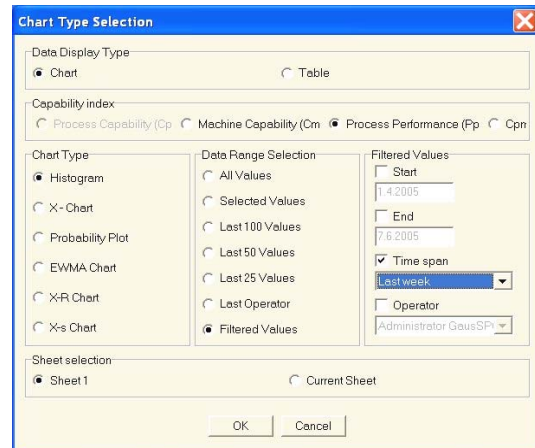 Chart Type Selection
Data Display Type
Chart
Table
Capability index
Process Capability (Cp
Machine Capability (Cm
Process Performance (Pp
Cpm
Chart Type
Histogram
X - Chart
Probability Plot
EWMA Chart
X-R Chart
X-s Chart
Data Range Selection
All Values
Selected Values
Last 100 Values
Last 50 Values
Last 25 Values
Last Operator
Filtered Values
Filtered Values
Start
1.4.2005
End
7.6.2005
Time span
Last week
Operator
Administrator GausSP
Sheet selection
Sheet 1
Current Sheet
OK
Cancel